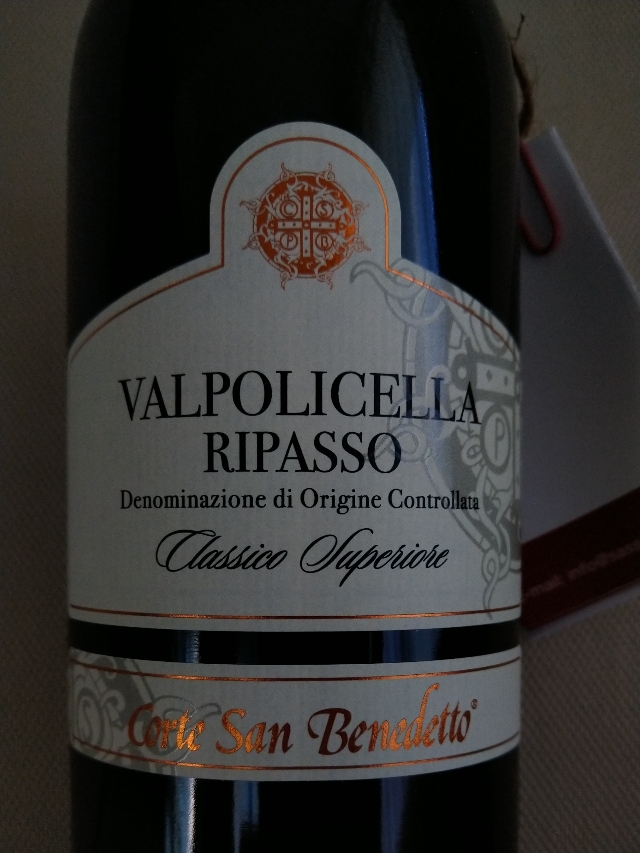 C S
P B
VALPOLICELLA
RIPASSO
Denominazione di Origine Controllata
Classico Superiore
P
Corte San Benedetto®